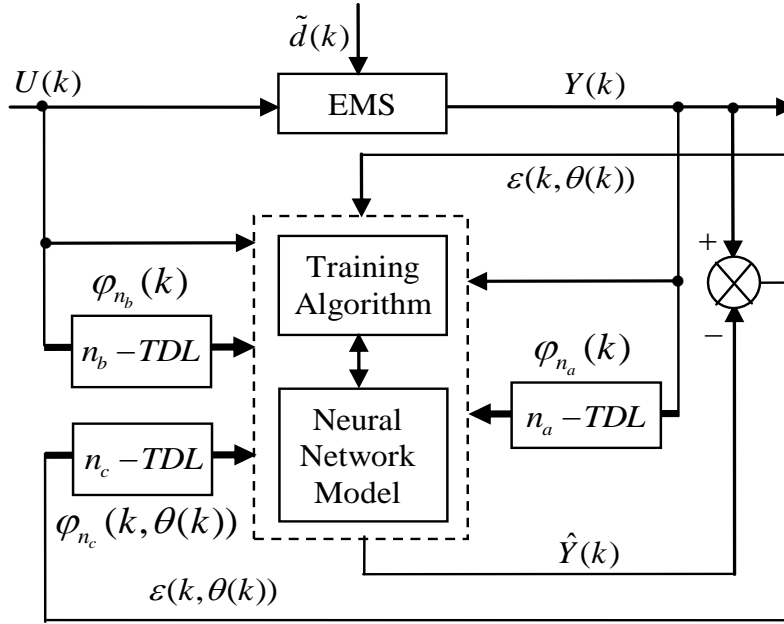 d̃(k)
U(k)
EMS
Y(k)
ε(k,θ(k))
+
Training
Algorithm
φ_{n_b}(k)
−
n_b − TDL
φ_{n_a}(k)
Neural
Network
Model
n_a − TDL
n_c − TDL
φ_{n_c}(k,θ(k))
Ŷ(k)
ε(k,θ(k))